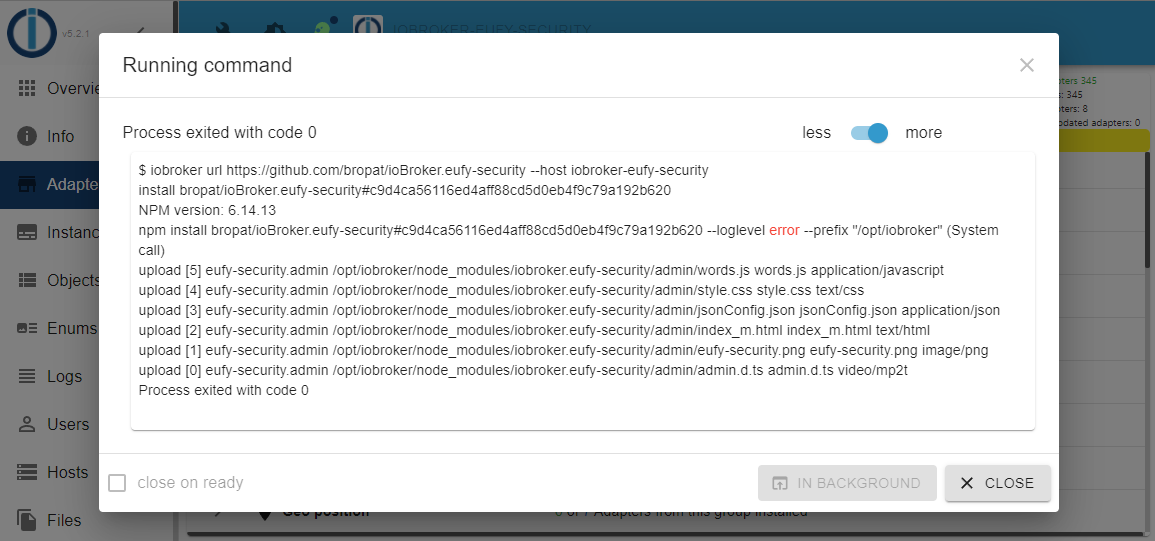 v5.2.1
IOBROKER-EUFY-SECURITY
Running command
Overvie
Info
Adapte
Instanc
Objects
Enums
Logs
Users
Hosts
Files
Process exited with code 0
less
more
$ iobroker url https://github.com/bropat/ioBroker.eufy-security --host iobroker-eufy-security
install bropat/ioBroker.eufy-security#c9d4ca56116ed4aff88cd5d0eb4f9c79a192b620
NPM version: 6.14.13
npm install bropat/ioBroker.eufy-security#c9d4ca56116ed4aff88cd5d0eb4f9c79a192b620 --loglevel error --prefix "/opt/iobroker" (System
call)
upload [5] eufy-security.admin /opt/iobroker/node_modules/iobroker.eufy-security/admin/words.js words.js application/javascript
upload [4] eufy-security.admin /opt/iobroker/node_modules/iobroker.eufy-security/admin/style.css style.css text/css
upload [3] eufy-security.admin /opt/iobroker/node_modules/iobroker.eufy-security/admin/jsonConfig.json jsonConfig.json application/json
upload [2] eufy-security.admin /opt/iobroker/node_modules/iobroker.eufy-security/admin/index_m.html index_m.html text/html
upload [1] eufy-security.admin /opt/iobroker/node_modules/iobroker.eufy-security/admin/eufy-security.png eufy-security.png image/png
upload [0] eufy-security.admin /opt/iobroker/node_modules/iobroker.eufy-security/admin/admin.d.ts admin.d.ts video/mp2t
Process exited with code 0
pters 345
s: 345
pters: 8
pdated adapters: 0
close on ready
IN BACKGROUND
CLOSE
Geo position
0 of 7 Adapters from this group installed